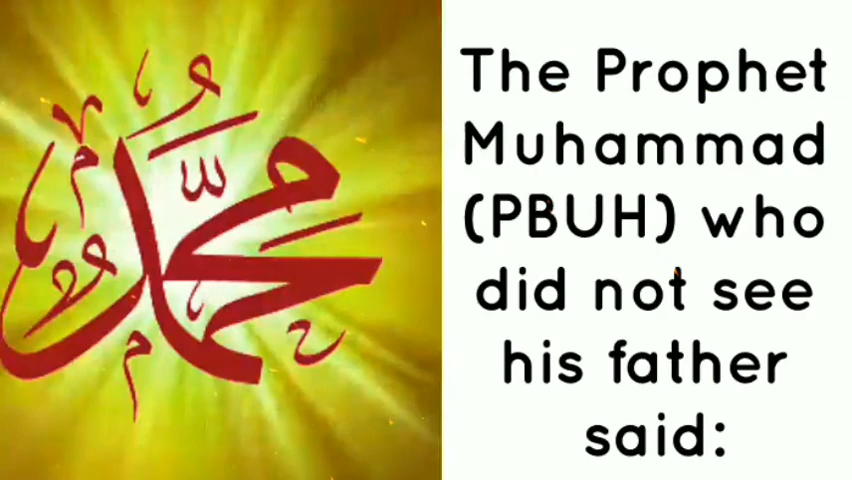 محمد
The Prophet
Muhammad
(PBUH) who
did not see
his father
said: